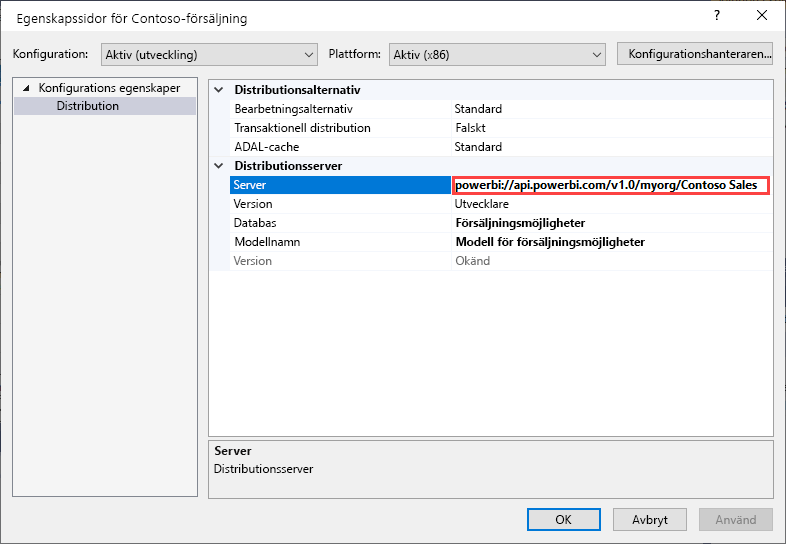 Egenskapssidor för Contoso-försäljning ?
Konfiguration: Aktiv (utveckling) Plattform: Aktiv (x86) Konfigurationshanteraren...
Konfigurations egenskaper
Distribution
Distributionsalternativ
Bearbetningsalternativ Standard
Transaktionell distribution Falskt
ADAL-cache Standard
Distributionsserver
Server powerbi://api.powerbi.com/v1.0/myorg/Contoso Sales
Version Utvecklare
Databas Försäljningsmöjligheter
Modellnamn Modell för försäljningsmöjligheter
Version Okänd
Server
Distributionsserver
OK Avbryt Använd